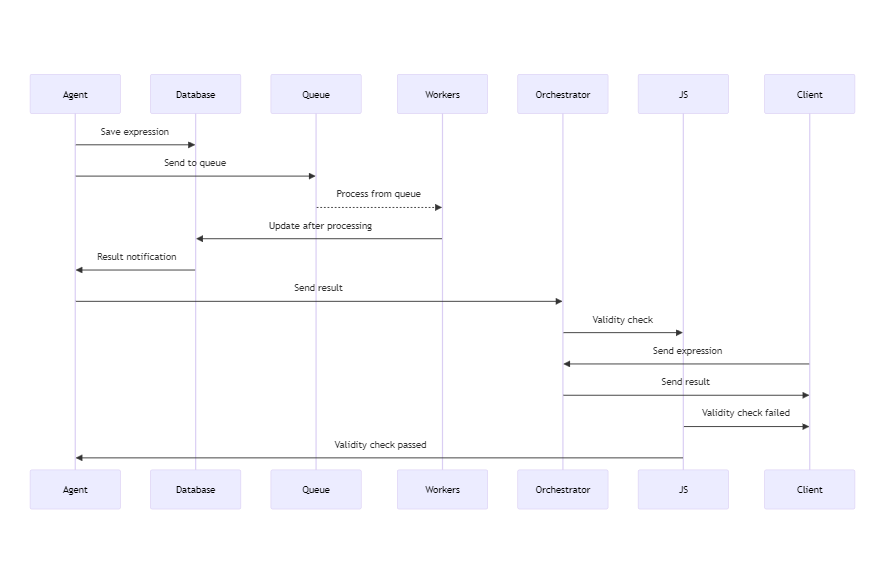 Agent Database Queue Workers Orchestrator JS Client
Save expression
Send to queue
Process from queue
Update after processing
Result notification
Send result
Validity check
Send expression
Send result
Validity check failed
Validity check passed
Agent Database Queue Workers Orchestrator JS Client